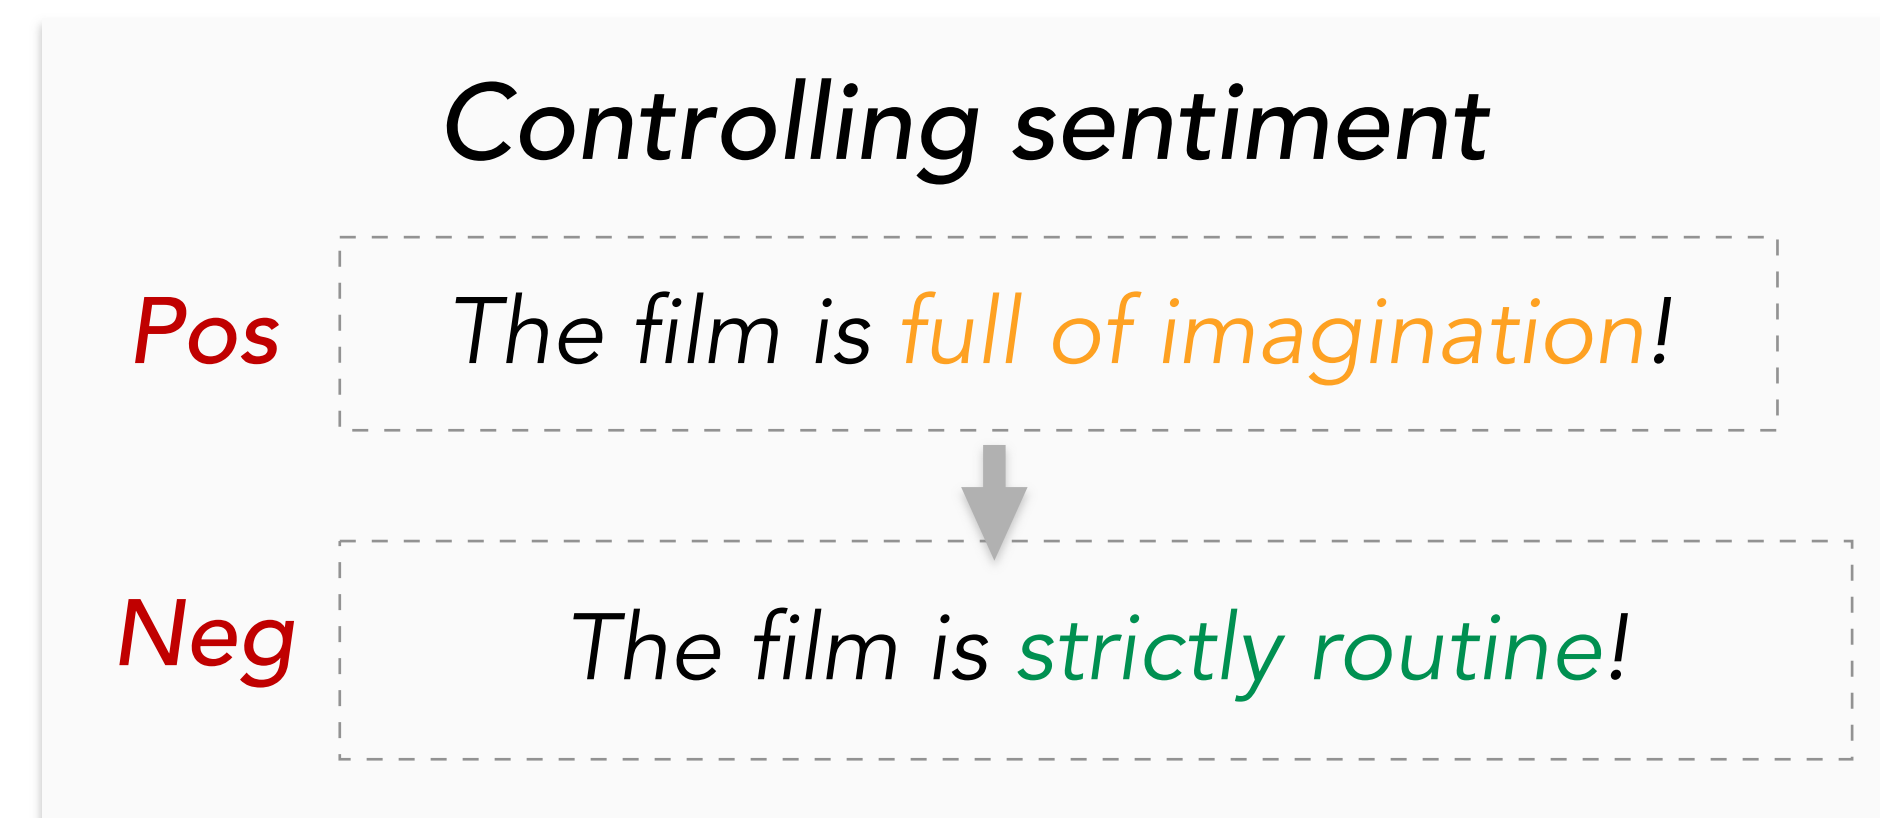 Controlling sentiment
Pos
The film is full of imagination!
Neg
The film is strictly routine!